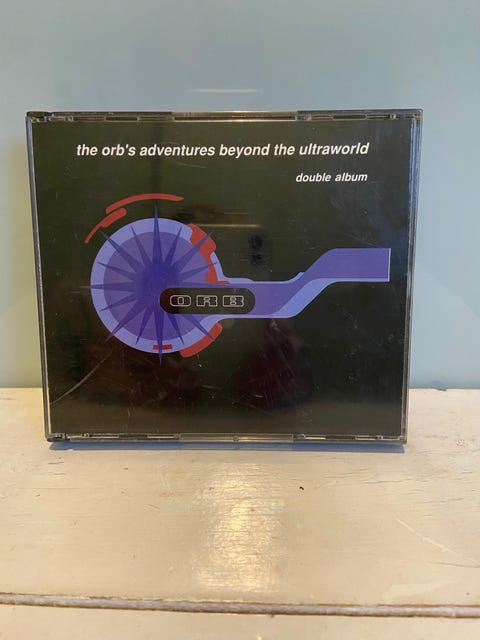 the orb's adventures beyond the ultraworld
double album
ORB